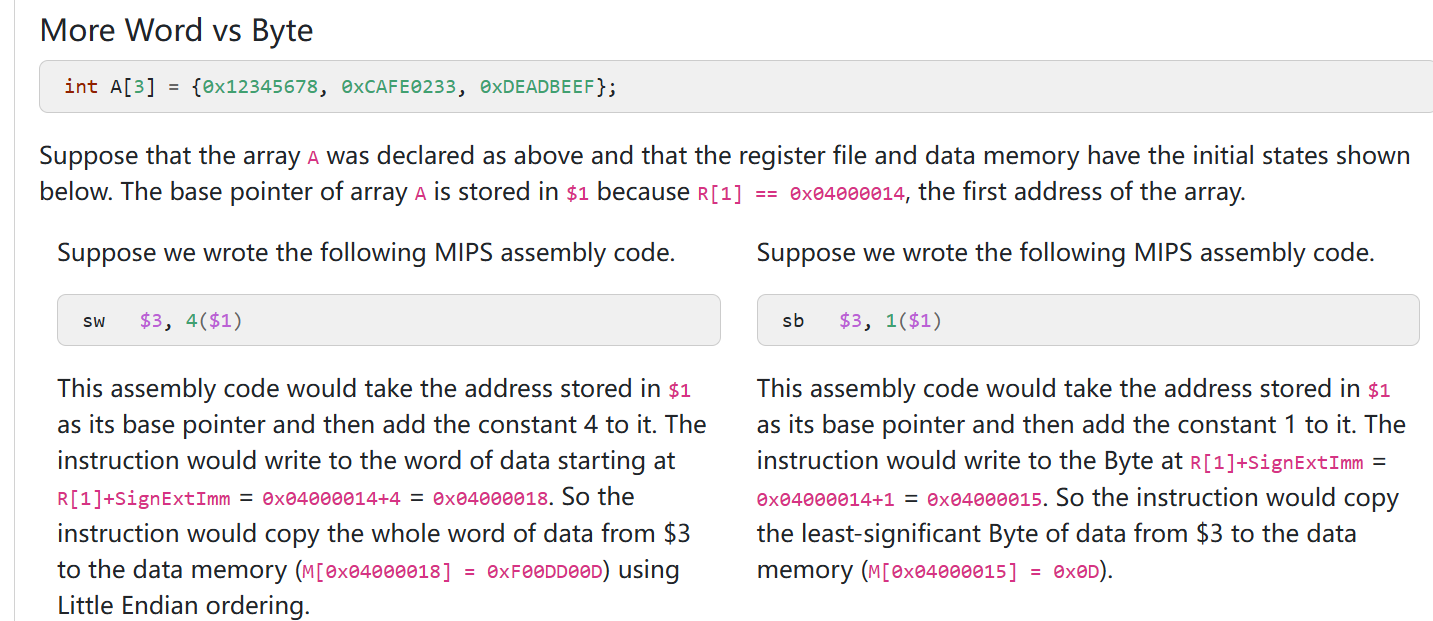 More Word vs Byte
int A[3] = {0x12345678, 0xCAFE0233, 0xDEADBEEF};
Suppose that the array A was declared as above and that the register file and data memory have the initial states shown
below. The base pointer of array A is stored in $1 because R[1] == 0x04000014, the first address of the array.
Suppose we wrote the following MIPS assembly code.
sw $3, 4($1)
This assembly code would take the address stored in $1
as its base pointer and then add the constant 4 to it. The
instruction would write to the word of data starting at
R[1]+SignExtImm = 0x04000014+4 = 0x04000018. So the
instruction would copy the whole word of data from $3
to the data memory (M[0x04000018] = 0xF00DD00D) using
Little Endian ordering.
Suppose we wrote the following MIPS assembly code.
sb $3, 1($1)
This assembly code would take the address stored in $1
as its base pointer and then add the constant 1 to it. The
instruction would write to the Byte at R[1]+SignExtImm =
0x04000014+1 = 0x04000015. So the instruction would copy
the least-significant Byte of data from $3 to the data
memory (M[0x04000015] = 0x0D).